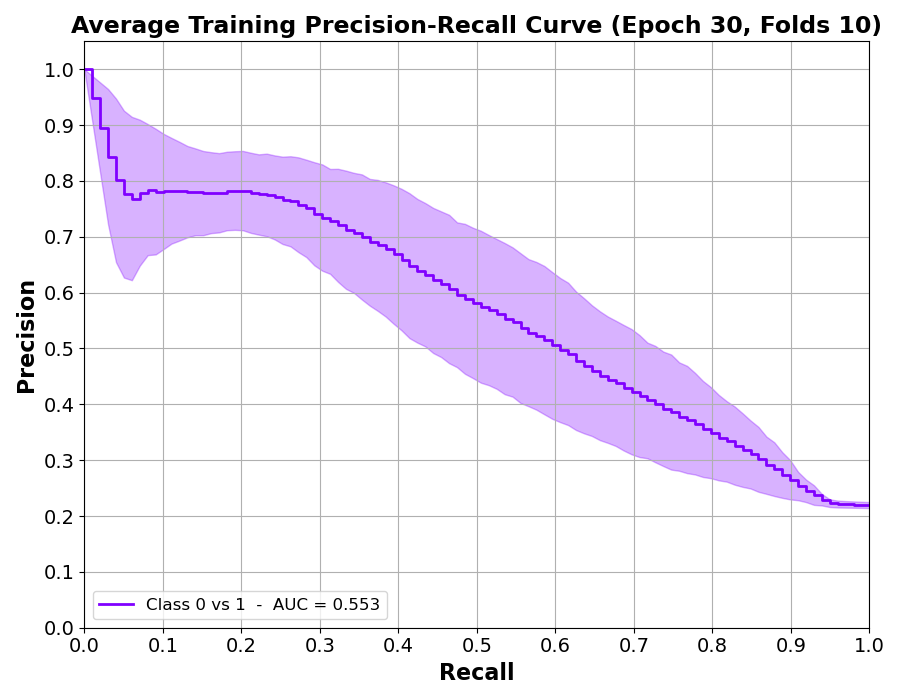 Average Training Precision-Recall Curve (Epoch 30, Folds 10)
Precision
1.0
0.9
0.8
0.7
0.6
0.5
0.4
0.3
0.2
0.1
0.0
Class 0 vs 1 - AUC = 0.553
0.0 0.1 0.2 0.3 0.4 0.5 0.6 0.7 0.8 0.9 1.0
Recall